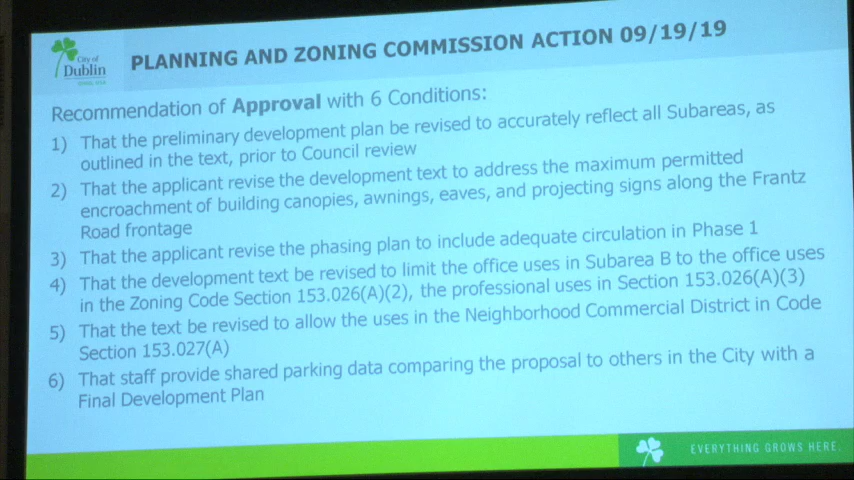 City of
Dublin
PLANNING AND ZONING COMMISSION ACTION 09/19/19
Recommendation of Approval with 6 Conditions:
1) That the preliminary development plan be revised to accurately reflect all Subareas, as
outlined in the text, prior to Council review
2) That the applicant revise the development text to address the maximum permitted
encroachment of building canopies, awnings, eaves, and projecting signs along the Frantz
Road frontage
3) That the applicant revise the phasing plan to include adequate circulation in Phase 1
4) That the development text be revised to limit the office uses in Subarea B to the office uses
in the Zoning Code Section 153.026(A)(2), the professional uses in Section 153.026(A)(3)
5) That the text be revised to allow the uses in the Neighborhood Commercial District in Code
Section 153.027(A)
6) That staff provide shared parking data comparing the proposal to others in the City with a
Final Development Plan
EVERYTHING GROWS HERE.